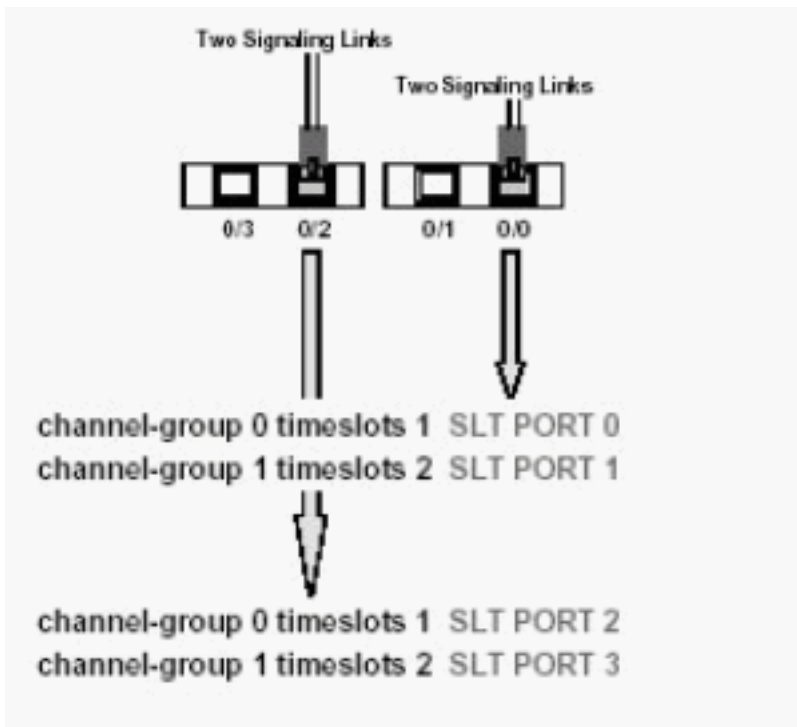 Two Signaling Links
Two Signaling Links
0/3 0/2 0/1 0/0
channel-group 0 timeslots 1 SLT PORT 0
channel-group 1 timeslots 2 SLT PORT 1
channel-group 0 timeslots 1 SLT PORT 2
channel-group 1 timeslots 2 SLT PORT 3